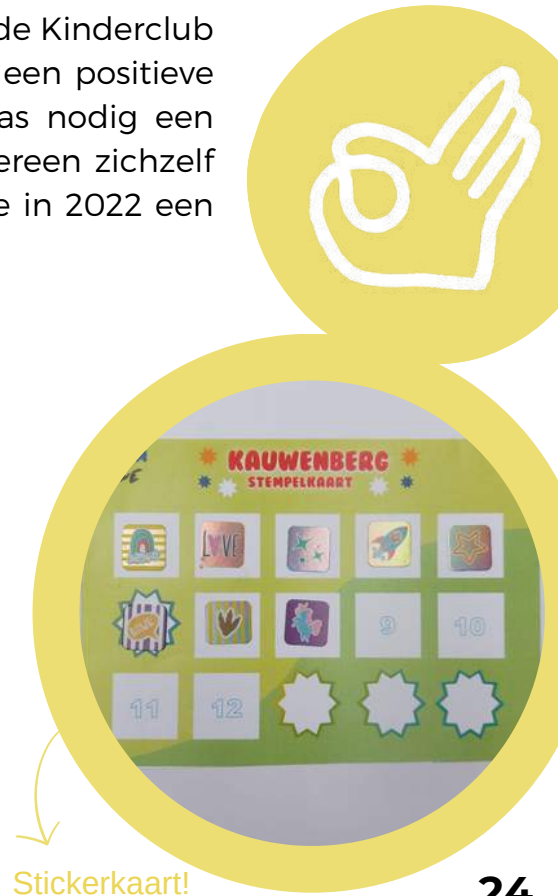 de Kinderclub
een positieve
as nodig een
ereen zichzelf
e in 2022 een
KAUWENBERG
STEMPELKAART
LOVE
9
10
11
12
Stickerkaart!
24